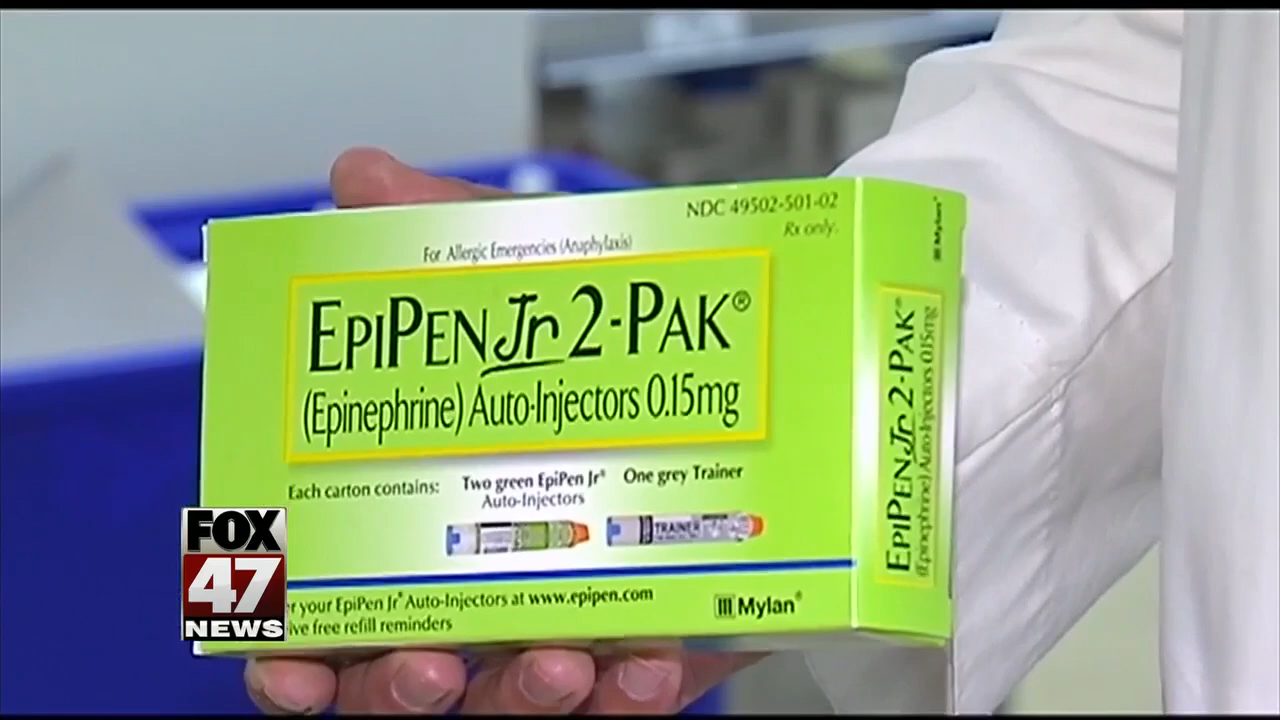 NDC 49502-501-02
Rx only.
For Allergic Emergencies (Anaphylaxis)
EPIPEN Jr 2-PAK®
(Epinephrine) Auto-Injectors 0.15mg
Each carton contains:
Two green EpiPen Jr®
Auto-Injectors
One grey Trainer
TRAINER
r your EpiPen Jr® Auto-Injectors at www.epipen.com
ive free refill reminders
Mylan®
Mylan®
EPIPEN Jr 2-PAK®
(Epinephrine) Auto-Injectors 0.15mg
FOX
47
NEWS